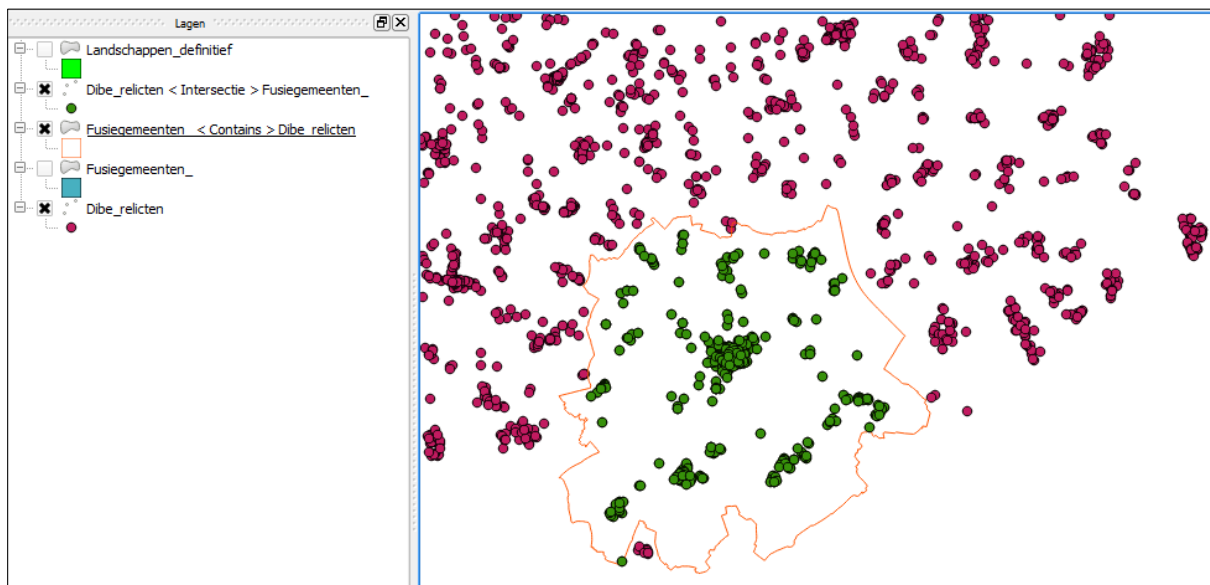 Lagen
Landschappen_definitief
Dibe_relicten < Intersectie > Fusiegemeenten_
Fusiegemeenten_ < Contains > Dibe_relicten
Fusiegemeenten_
Dibe_relicten